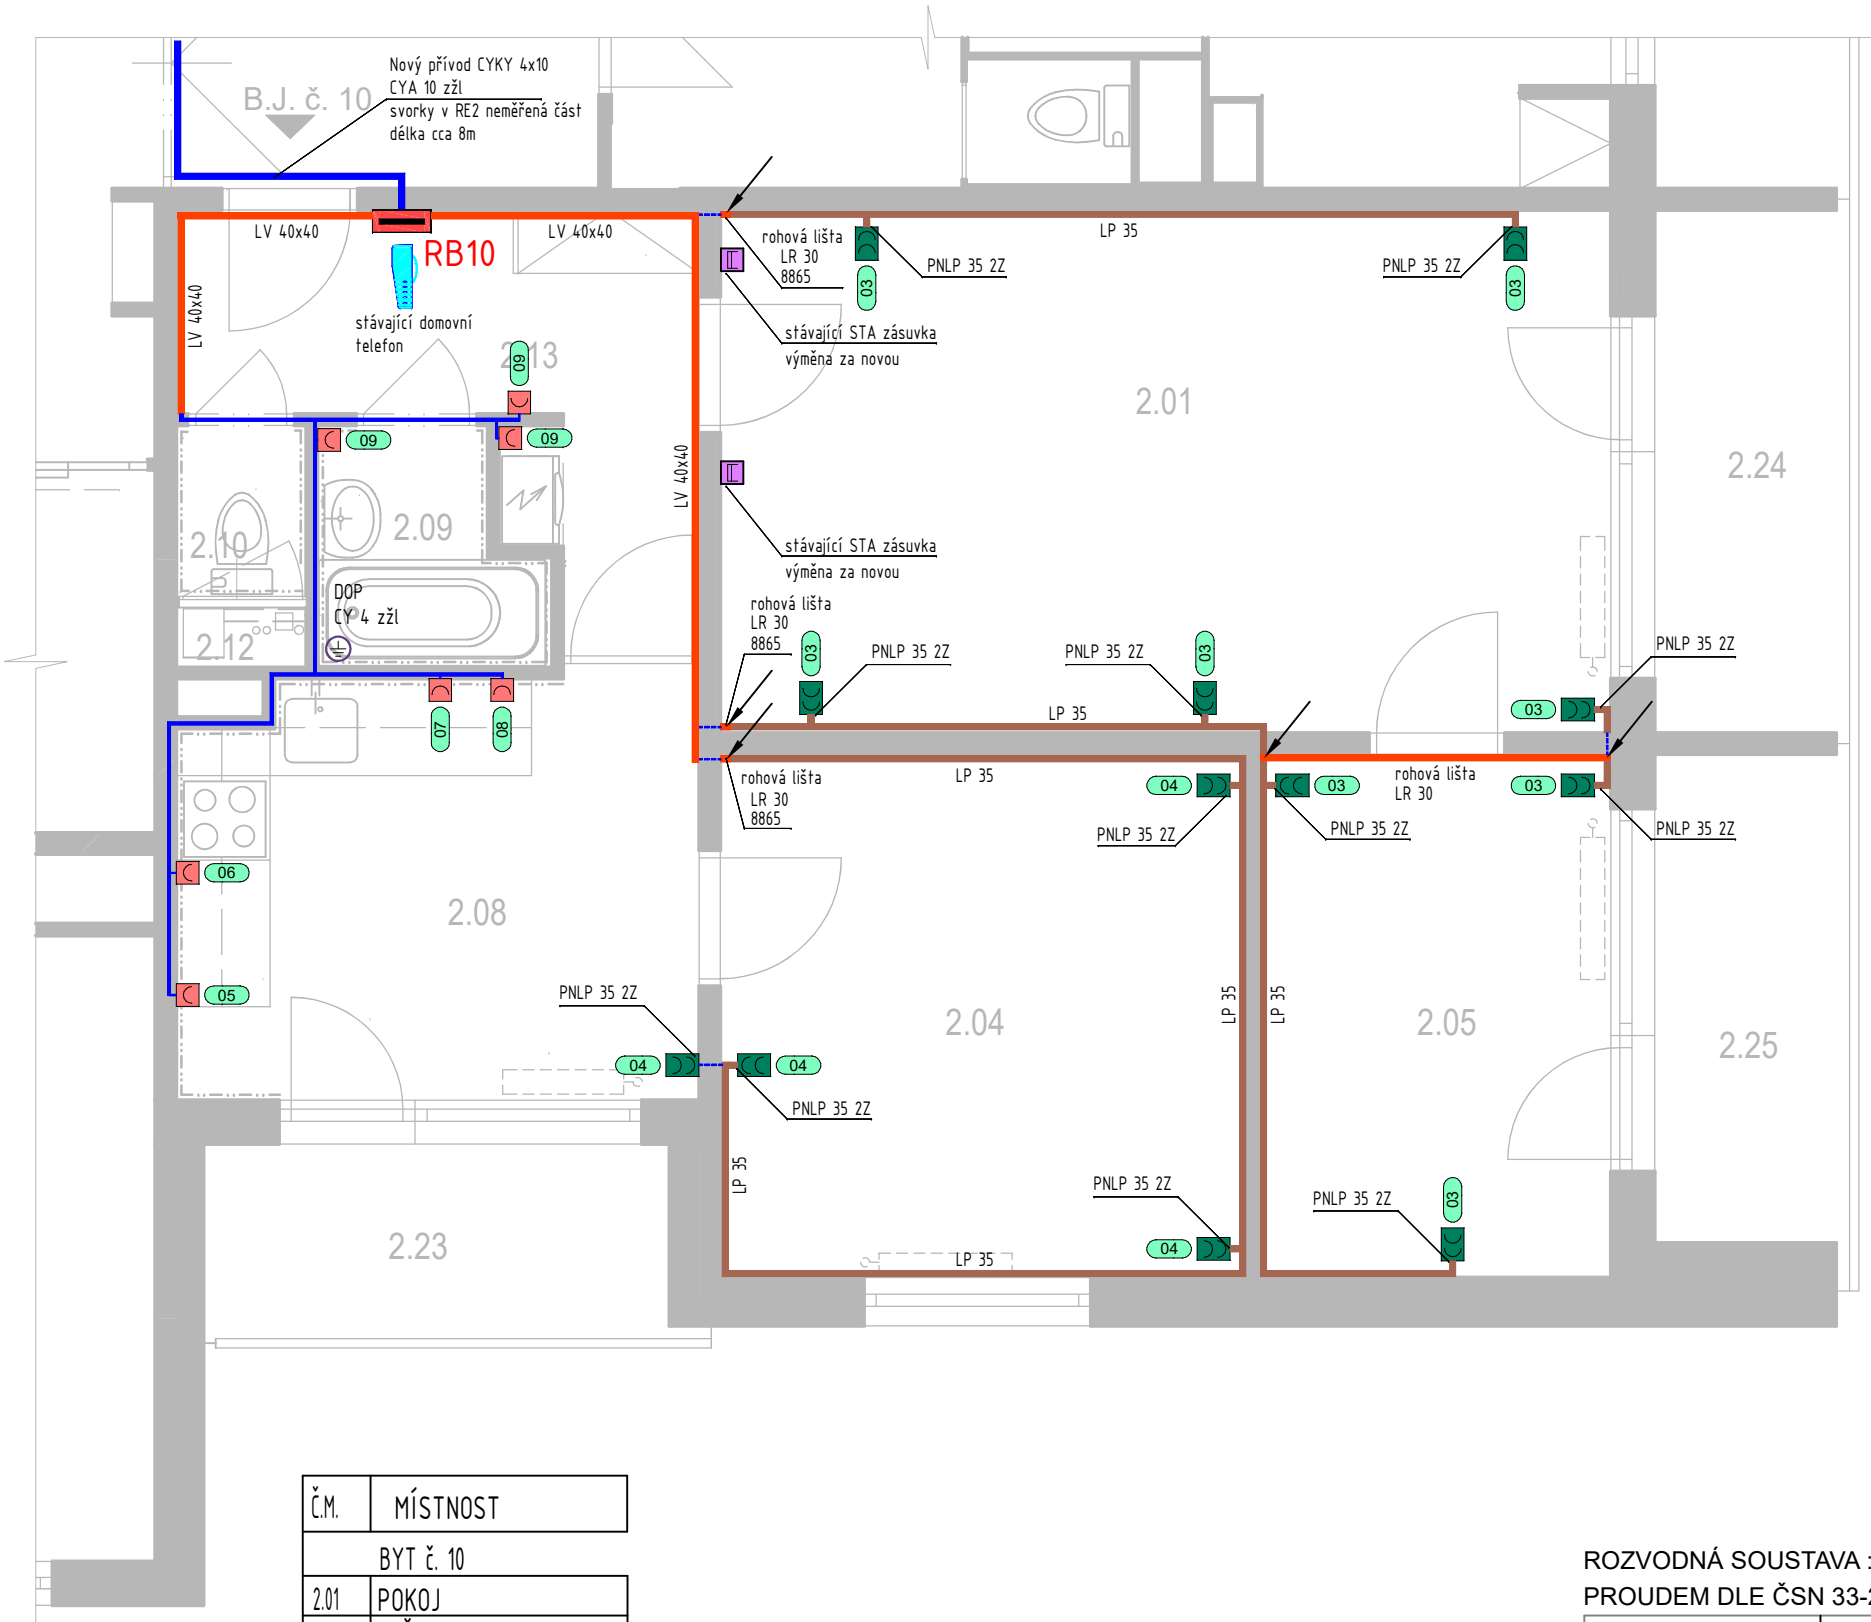 Nový přívod CYKY 4x10
CYA 10 zžl
svorky v RE2 neměřená část
délka cca 8m
B.J. č. 10
LV 40x40
LV 40x40
RB10
LV 40x40
stávající domovní
telefon
rohová lišta
LR 30
8865
LP 35
PNLP 35 2Z
PNLP 35 2Z
03
03
stávající STA zásuvka
výměna za novou
2.13
09
2.01
09
09
LV 40x40
2.24
2.10
2.09
stávající STA zásuvka
výměna za novou
DOP
CY 4 zžl
2.12
rohová lišta
LR 30
8865
03
PNLP 35 2Z
PNLP 35 2Z
03
PNLP 35 2Z
03
LP 35
07
08
rohová lišta
LR 30
8865
LP 35
04
PNLP 35 2Z
03
PNLP 35 2Z
rohová lišta
LR 30
03
PNLP 35 2Z
06
2.08
05
PNLP 35 2Z
04
04
PNLP 35 2Z
2.04
LP 35
LP 35
2.05
2.25
LP 35
PNLP 35 2Z
04
LP 35
PNLP 35 2Z
03
2.23
Č.M. MÍSTNOST
BYT č. 10
2.01 POKOJ
ROZVODNÁ SOUSTAVA :
PROUDEM DLE ČSN 33-